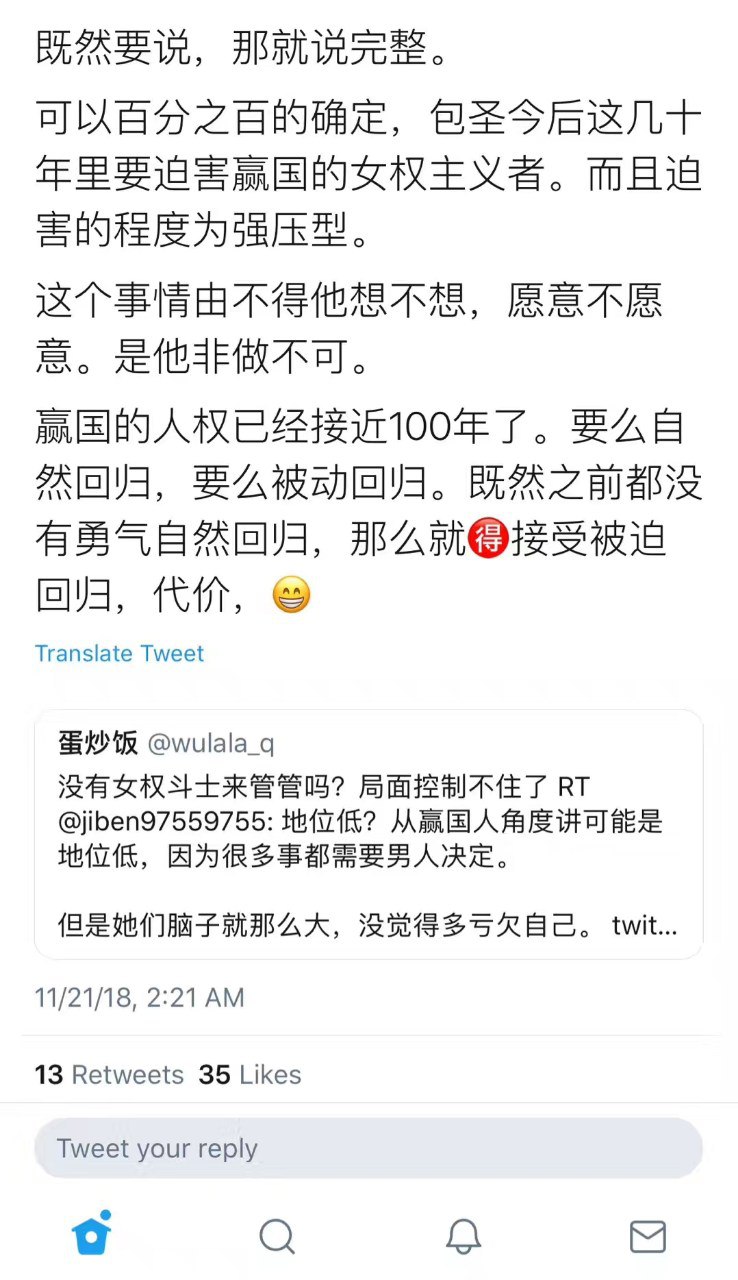 既然要说，那就说完整。
可以百分之百的确定，包圣今后这几十
年里要迫害赢国的女权主义者。而且迫
害的程度为强压型。
这个事情由不得他想不想，愿意不愿
意。是他非做不可。
赢国的人权已经接近100年了。要么自
然回归，要么被动回归。既然之前都没
有勇气自然回归，那么就🉐接受被迫
回归，代价，😁
Translate Tweet
蛋炒饭 @wulala_q
没有女权斗士来管管吗？局面控制不住了 RT
@jiben97559755: 地位低？从赢国人角度讲可能是
地位低，因为很多事都需要男人决定。
但是她们脑子就那么大，没觉得多亏欠自己。 twit...
11/21/18, 2:21 AM
13 Retweets 35 Likes
Tweet your reply